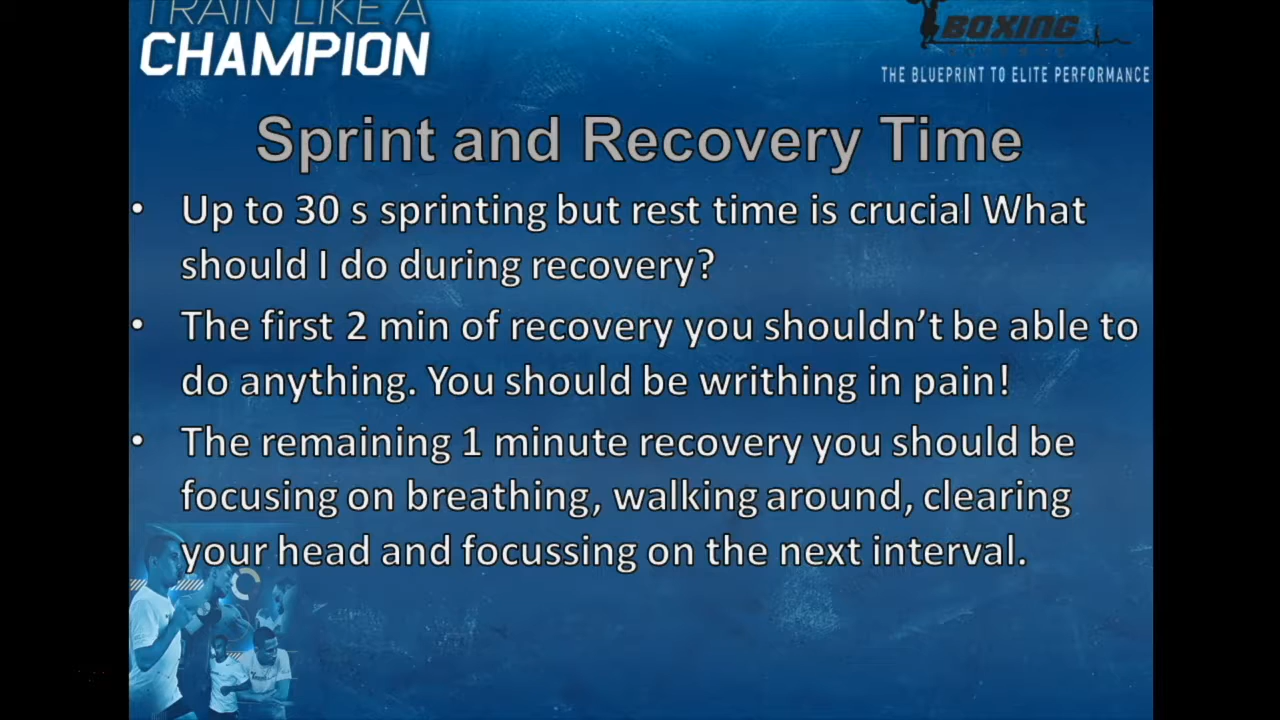 TRAIN LIKE A
CHAMPION
BOXING
THE BLUEPRINT TO ELITE PERFORMANCE
Sprint and Recovery Time
• Up to 30 s sprinting but rest time is crucial What
should I do during recovery?
• The first 2 min of recovery you shouldn’t be able to
do anything. You should be writhing in pain!
• The remaining 1 minute recovery you should be
focusing on breathing, walking around, clearing
your head and focussing on the next interval.